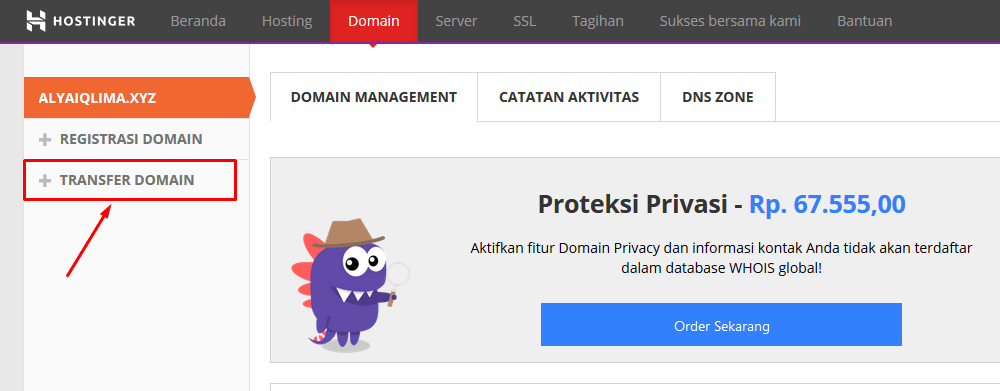 HOSTINGER Beranda Hosting Domain Server SSL Tagihan Sukses bersama kami Bantuan
ALYAIQLIMA.XYZ
REGISTRASI DOMAIN
TRANSFER DOMAIN
DOMAIN MANAGEMENT CATATAN AKTIVITAS DNS ZONE
Proteksi Privasi - Rp. 67.555,00
Aktifkan fitur Domain Privacy dan informasi kontak Anda tidak akan terdaftar
dalam database WHOIS global!
Order Sekarang